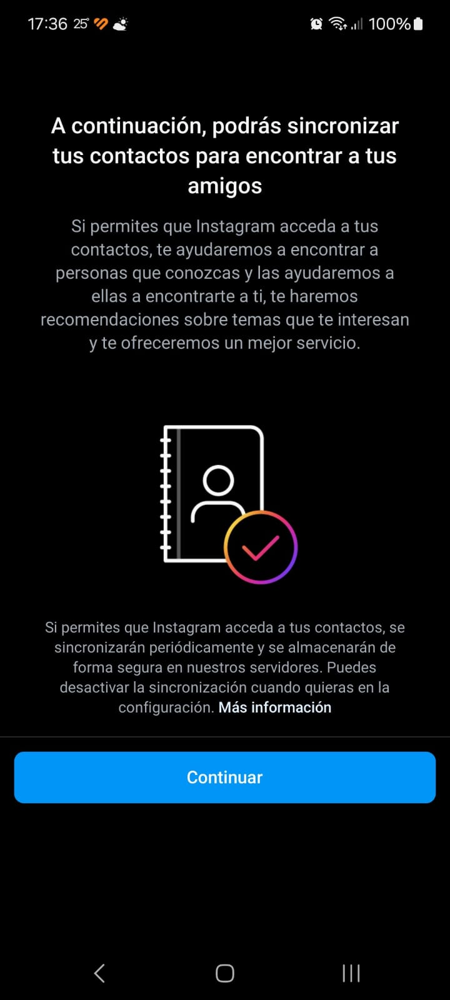 17:36 25° 100%
A continuación, podrás sincronizar
tus contactos para encontrar a tus
amigos
Si permites que Instagram acceda a tus
contactos, te ayudaremos a encontrar a
personas que conozcas y las ayudaremos a
ellas a encontrarte a ti, te haremos
recomendaciones sobre temas que te interesan
y te ofreceremos un mejor servicio.
Si permites que Instagram acceda a tus contactos, se
sincronizarán periódicamente y se almacenarán de
forma segura en nuestros servidores. Puedes
desactivar la sincronización cuando quieras en la
configuración. Más información
Continuar